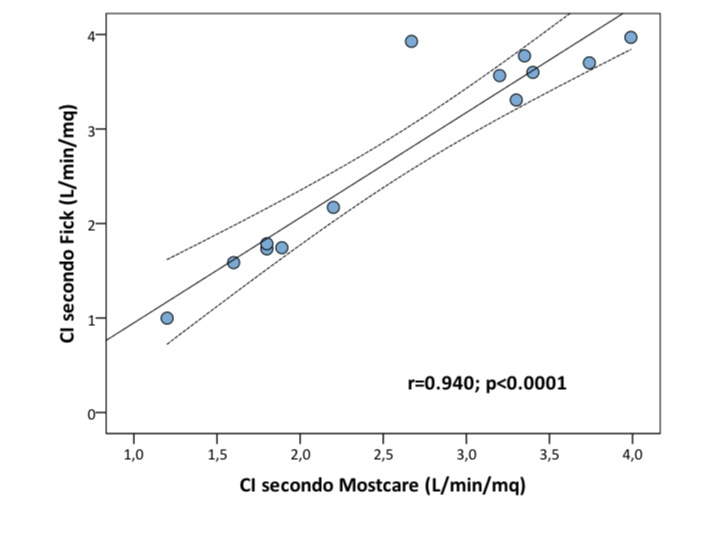 CI secondo Fick (L/min/mq)
4
3
2
1
0
r=0.940; p<0.0001
1,0 1,5 2,0 2,5 3,0 3,5 4,0
CI secondo Mostcare (L/min/mq)